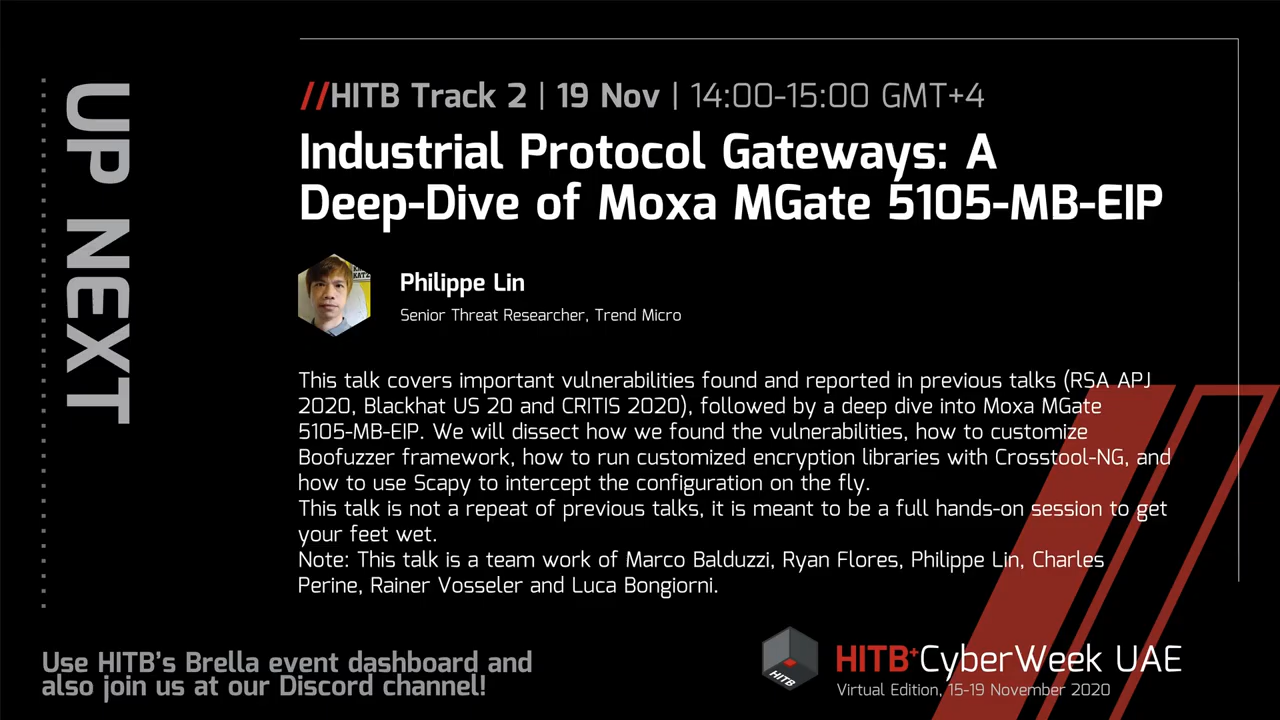 UP NEXT
//HITB Track 2 | 19 Nov | 14:00-15:00 GMT+4
Industrial Protocol Gateways: A
Deep-Dive of Moxa MGate 5105-MB-EIP
Philippe Lin
Senior Threat Researcher, Trend Micro
This talk covers important vulnerabilities found and reported in previous talks (RSA APJ
2020, Blackhat US 20 and CRITIS 2020), followed by a deep dive into Moxa MGate
5105-MB-EIP. We will dissect how we found the vulnerabilities, how to customize
Boofuzzer framework, how to run customized encryption libraries with Crosstool-NG, and
how to use Scapy to intercept the configuration on the fly.
This talk is not a repeat of previous talks, it is meant to be a full hands-on session to get
your feet wet.
Note: This talk is a team work of Marco Balduzzi, Ryan Flores, Philippe Lin, Charles
Perine, Rainer Vosseler and Luca Bongiorni.
Use HITB's Brella event dashboard and
also join us at our Discord channel!
HITB
HITB+CyberWeek UAE
Virtual Edition, 15-19 November 2020